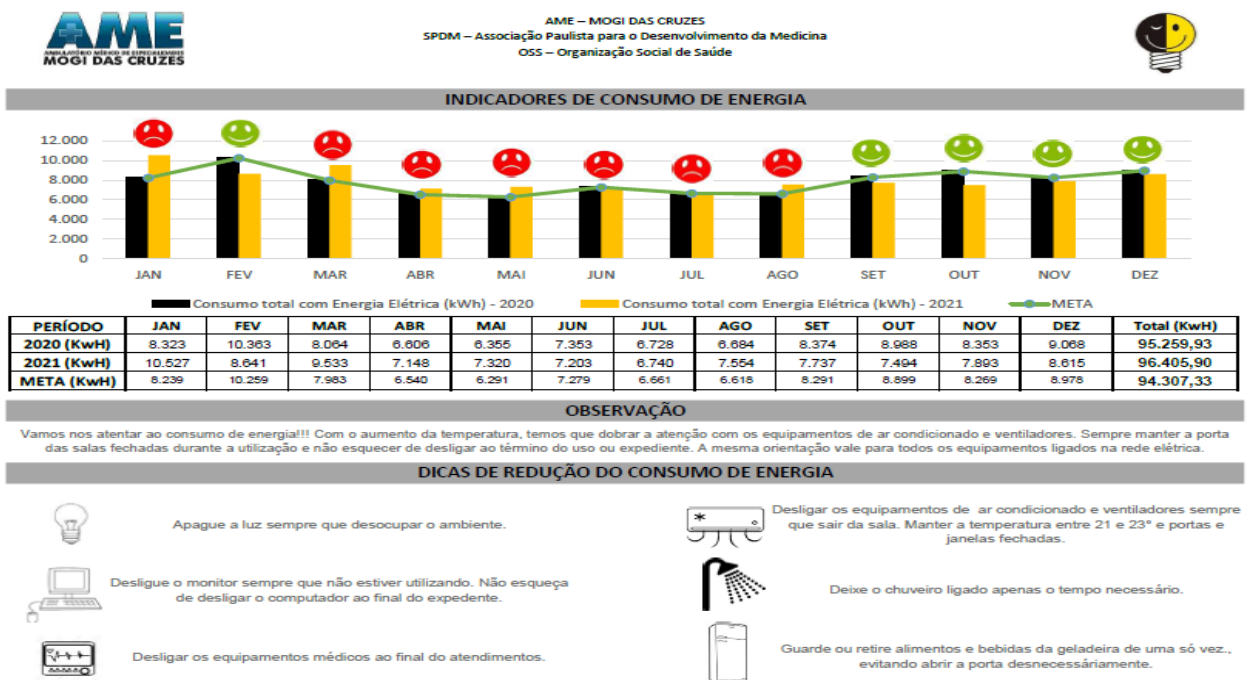 AME
AMBULATÓRIO MÉDICO DE ESPECIALIDADES
MOGI DAS CRUZES
AME – MOGI DAS CRUZES
SPDM – Associação Paulista para o Desenvolvimento da Medicina
OSS – Organização Social de Saúde
INDICADORES DE CONSUMO DE ENERGIA
12.000
10.000
8.000
6.000
4.000
2.000
0
JAN FEV MAR ABR MAI JUN JUL AGO SET OUT NOV DEZ
Consumo total com Energia Elétrica (kWh) - 2020 Consumo total com Energia Elétrica (kWh) - 2021 META
PERÍODO JAN FEV MAR ABR MAI JUN JUL AGO SET OUT NOV DEZ Total (KwH)
2020 (KwH) 8.323 10.363 8.064 6.606 6.355 7.353 6.728 6.684 8.374 8.988 8.353 9.068 95.259,93
2021 (KwH) 10.527 8.641 9.533 7.148 7.320 7.203 6.740 7.554 7.737 7.494 7.893 8.615 96.405,90
META (KwH) 8.239 10.259 7.983 6.540 6.291 7.279 6.661 6.618 8.291 8.899 8.269 8.978 94.307,33
OBSERVAÇÃO
Vamos nos atentar ao consumo de energia!!! Com o aumento da temperatura, temos que dobrar a atenção com os equipamentos de ar condicionado e ventiladores. Sempre manter a porta
das salas fechadas durante a utilização e não esquecer de desligar ao término do uso ou expediente. A mesma orientação vale para todos os equipamentos ligados na rede elétrica.
DICAS DE REDUÇÃO DO CONSUMO DE ENERGIA
Apague a luz sempre que desocupar o ambiente.
Desligue o monitor sempre que não estiver utilizando. Não esqueça
de desligar o computador ao final do expedente.
Desligar os equipamentos médicos ao final do atendimentos.
Desligar os equipamentos de ar condicionado e ventiladores sempre
que sair da sala. Manter a temperatura entre 21 e 23° e portas e
janelas fechadas.
Deixe o chuveiro ligado apenas o tempo necessário.
Guarde ou retire alimentos e bebidas da geladeira de uma só vez.,
evitando abrir a porta desnecessáriamente.